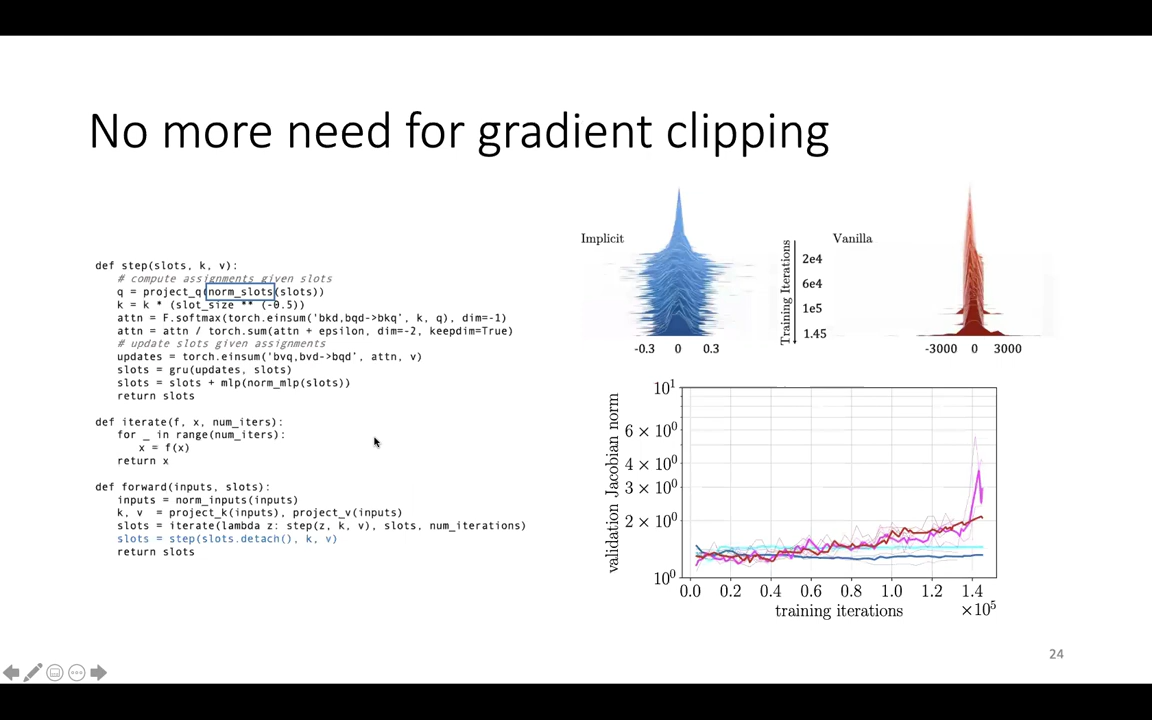 No more need for gradient clipping
def step(slots, k, v):
# compute assignments given slots
q = project_q(norm_slots(slots))
k = k * (slot_size ** (-0.5))
attn = F.softmax(torch.einsum('bkd,bqd->bkq', k, q), dim=-1)
attn = attn / torch.sum(attn + epsilon, dim=-2, keepdim=True)
# update slots given assignments
updates = torch.einsum('bvq,bvd->bqd', attn, v)
slots = gru(updates, slots)
slots = slots + mlp(norm_mlp(slots))
return slots
def iterate(f, x, num_iters):
for _ in range(num_iters):
x = f(x)
return x
def forward(inputs, slots):
inputs = norm_inputs(inputs)
k, v = project_k(inputs), project_v(inputs)
slots = iterate(lambda z: step(z, k, v), slots, num_iterations)
slots = step(slots.detach(), k, v)
return slots
Implicit
-0.3 0 0.3
Training Iterations
Vanilla
2e4
6e4
1e5
1.45
-3000 0 3000
validation Jacobian norm
10¹
6 × 10⁰
4 × 10⁰
3 × 10⁰
2 × 10⁰
10⁰
0.0 0.2 0.4 0.6 0.8 1.0 1.2 1.4
training iterations ×10⁵
24